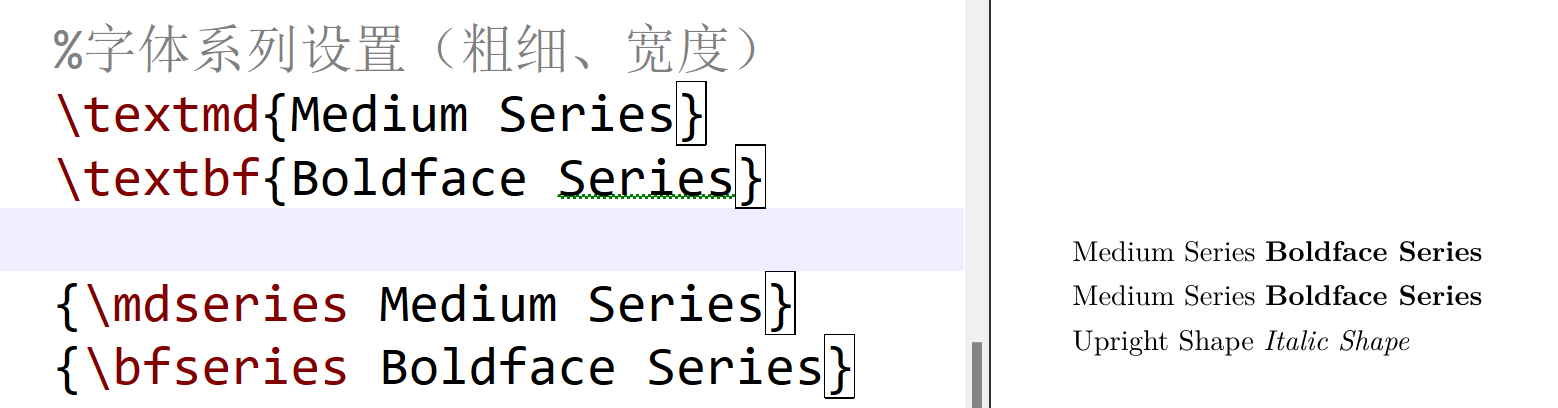 %字体系列设置（粗细、宽度）
\textmd{Medium Series}
\textbf{Boldface Series}
{\mdseries Medium Series}
{\bfseries Boldface Series}
Medium Series Boldface Series
Medium Series Boldface Series
Upright Shape Italic Shape